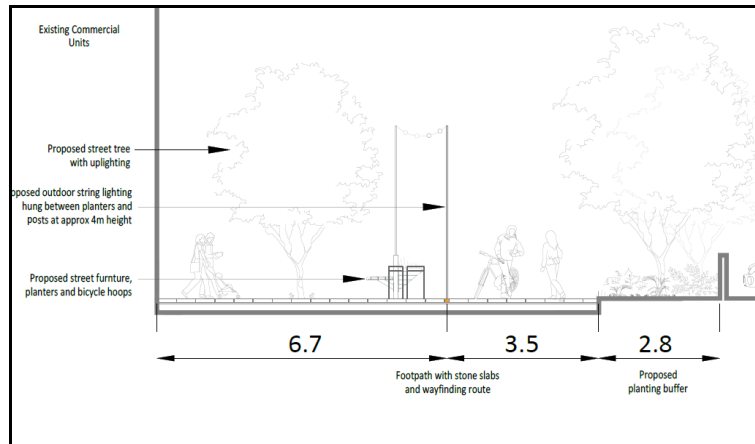 Existing Commercial
Units
Proposed street tree
with uplighting
oposed outdoor string lighting
hung between planters and
posts at approx 4m height
Proposed street furnture,
planters and bicycle hoops
6.7
3.5
2.8
Footpath with stone slabs
and wayfinding route
Proposed
planting buffer